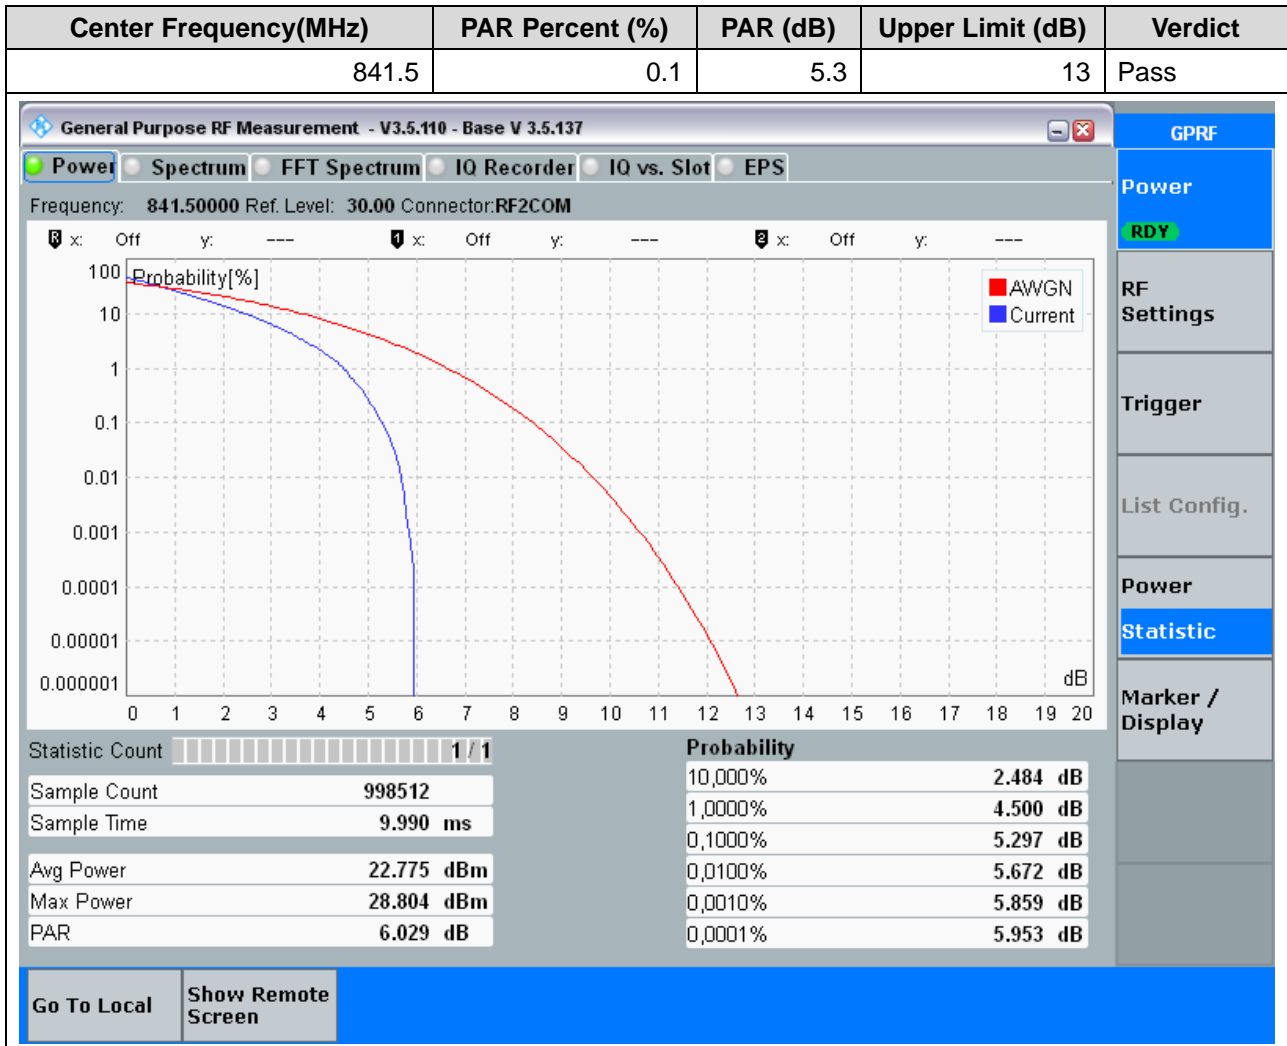 Center Frequency(MHz) PAR Percent (%) PAR (dB) Upper Limit (dB) Verdict
841.5 0.1 5.3 13 Pass
General Purpose RF Measurement - V3.5.110 - Base V 3.5.137
GPRF
Power Spectrum FFT Spectrum IQ Recorder IQ vs. Slot EPS
Power
RDY
Frequency: 841.50000 Ref. Level: 30.00 Connector:RF2COM
R x: Off y: --- 1 x: Off y: --- 2 x: Off y: ---
100 Probability[%]
AWGN
Current
10
1
0.1
0.01
0.001
0.0001
0.00001
0.000001
dB
0 1 2 3 4 5 6 7 8 9 10 11 12 13 14 15 16 17 18 19 20
RF
Settings
Trigger
List Config.
Power
Statistic
Marker /
Display
Statistic Count 1 / 1
Sample Count 998512
Sample Time 9.990 ms
Avg Power 22.775 dBm
Max Power 28.804 dBm
PAR 6.029 dB
Probability
10,000% 2.484 dB
1,0000% 4.500 dB
0,1000% 5.297 dB
0,0100% 5.672 dB
0,0010% 5.859 dB
0,0001% 5.953 dB
Go To Local
Show Remote
Screen